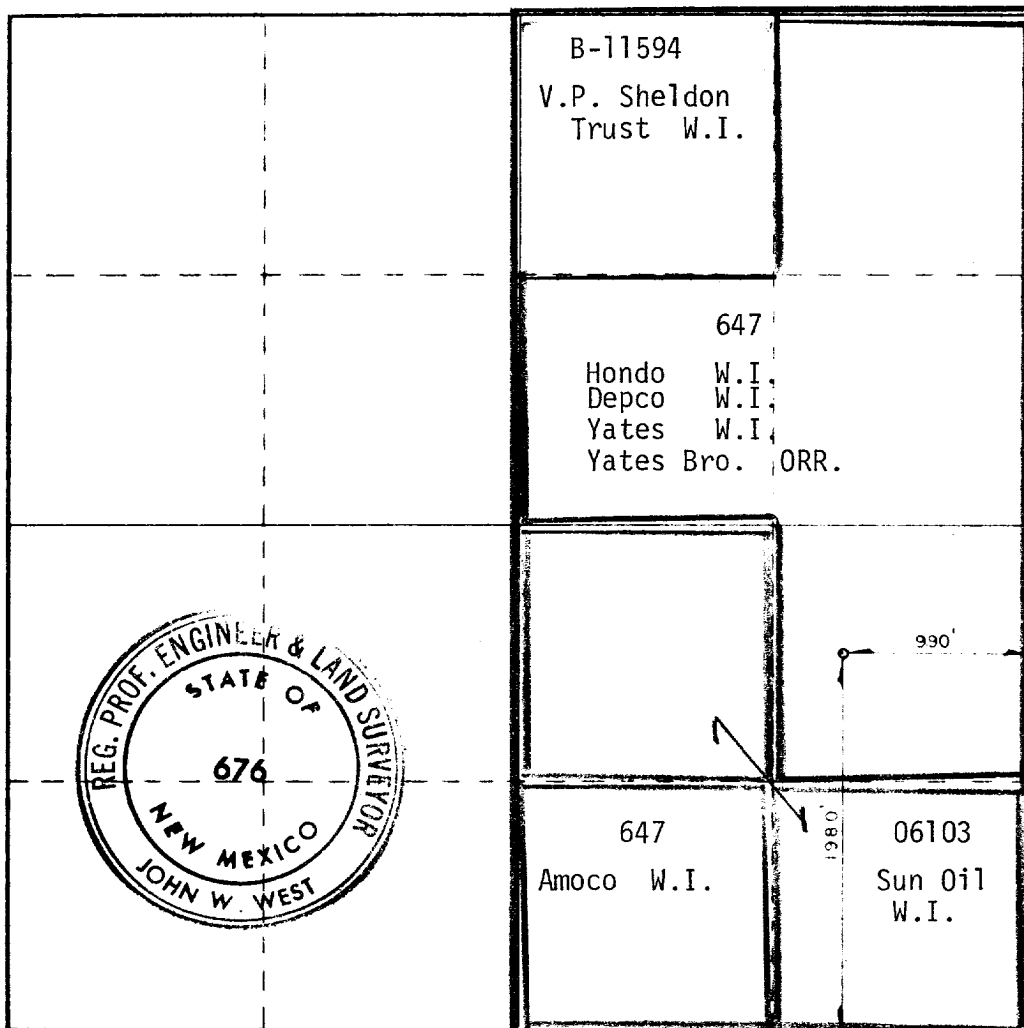 B-11594
V.P. Sheldon
Trust W.I.
647
Hondo W.I.
Depco W.I.
Yates W.I.
Yates Bro. ORR.
990'
REG. PROF. ENGINEER & LAND SURVEYOR
STATE OF
676
NEW MEXICO
JOHN W. WEST
1980'
647
Amoco W.I.
06103
Sun Oil
W.I.